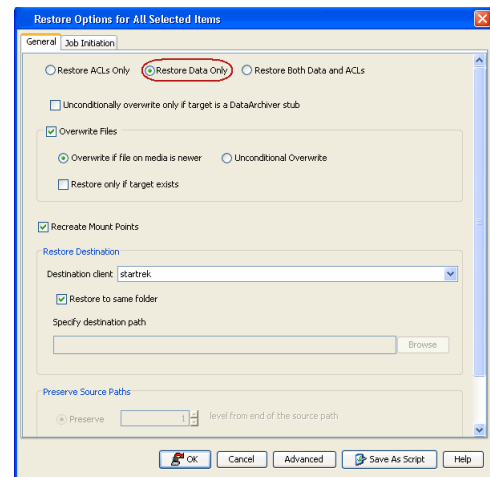 Restore Options for All Selected Items
General Job Initiation
Restore ACLs Only Restore Data Only Restore Both Data and ACLs
Unconditionally overwrite only if target is a DataArchiver stub
Overwrite Files
Overwrite if file on media is newer Unconditional Overwrite
Restore only if target exists
Recreate Mount Points
Restore Destination
Destination client startrek
Restore to same folder
Specify destination path
Browse
Preserve Source Paths
Preserve 1 level from end of the source path
OK Cancel Advanced Save As Script Help